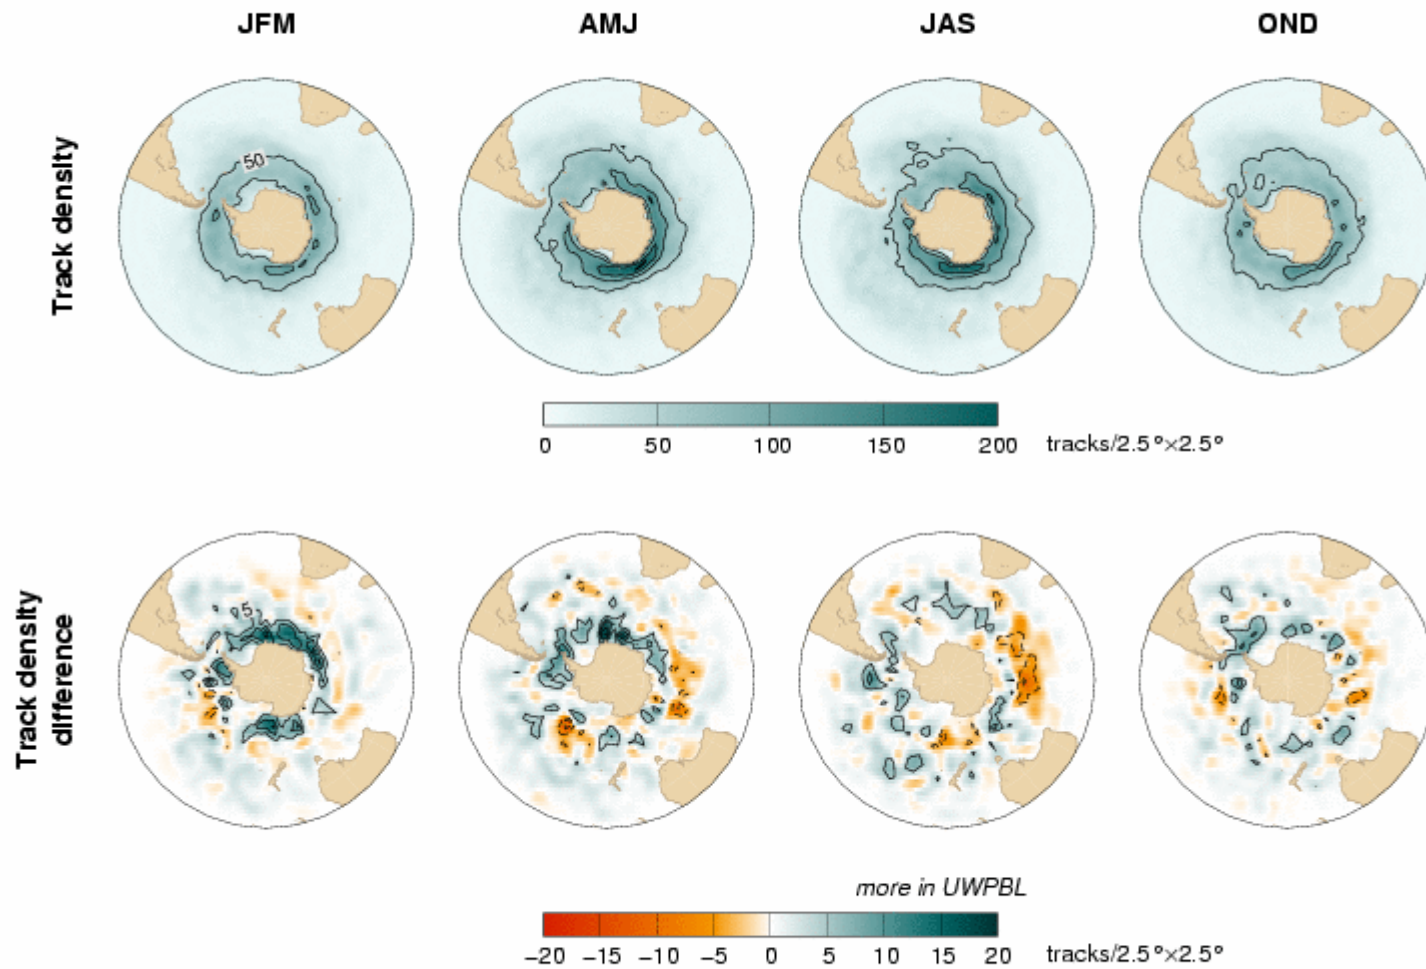 JFM AMJ JAS OND
Track density
50
0 50 100 150 200 tracks/2.5°×2.5°
Track density
difference
5
more in UWPBL
−20 −15 −10 −5 0 5 10 15 20 tracks/2.5°×2.5°